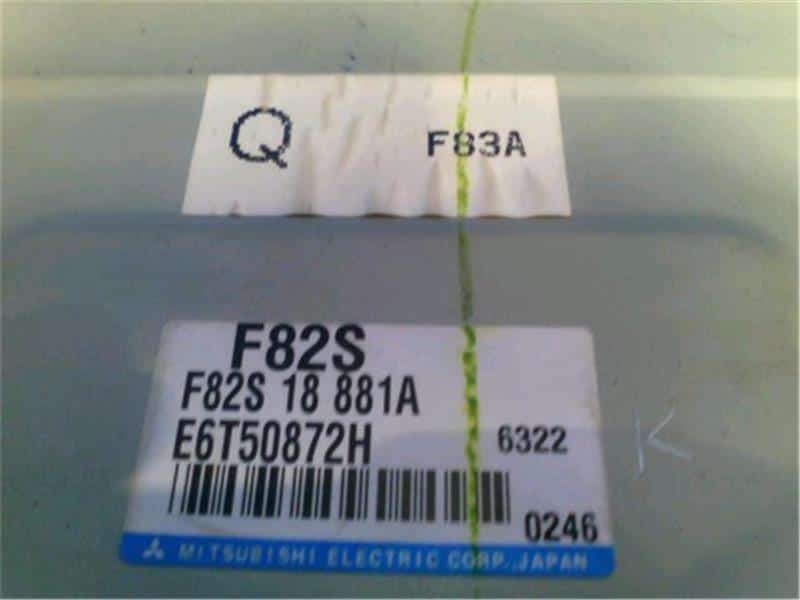 Q F83A
F82S
F82S 18 881A
E6T50872H 6322
0246
MITSUBISHI ELECTRIC CORP. JAPAN
K